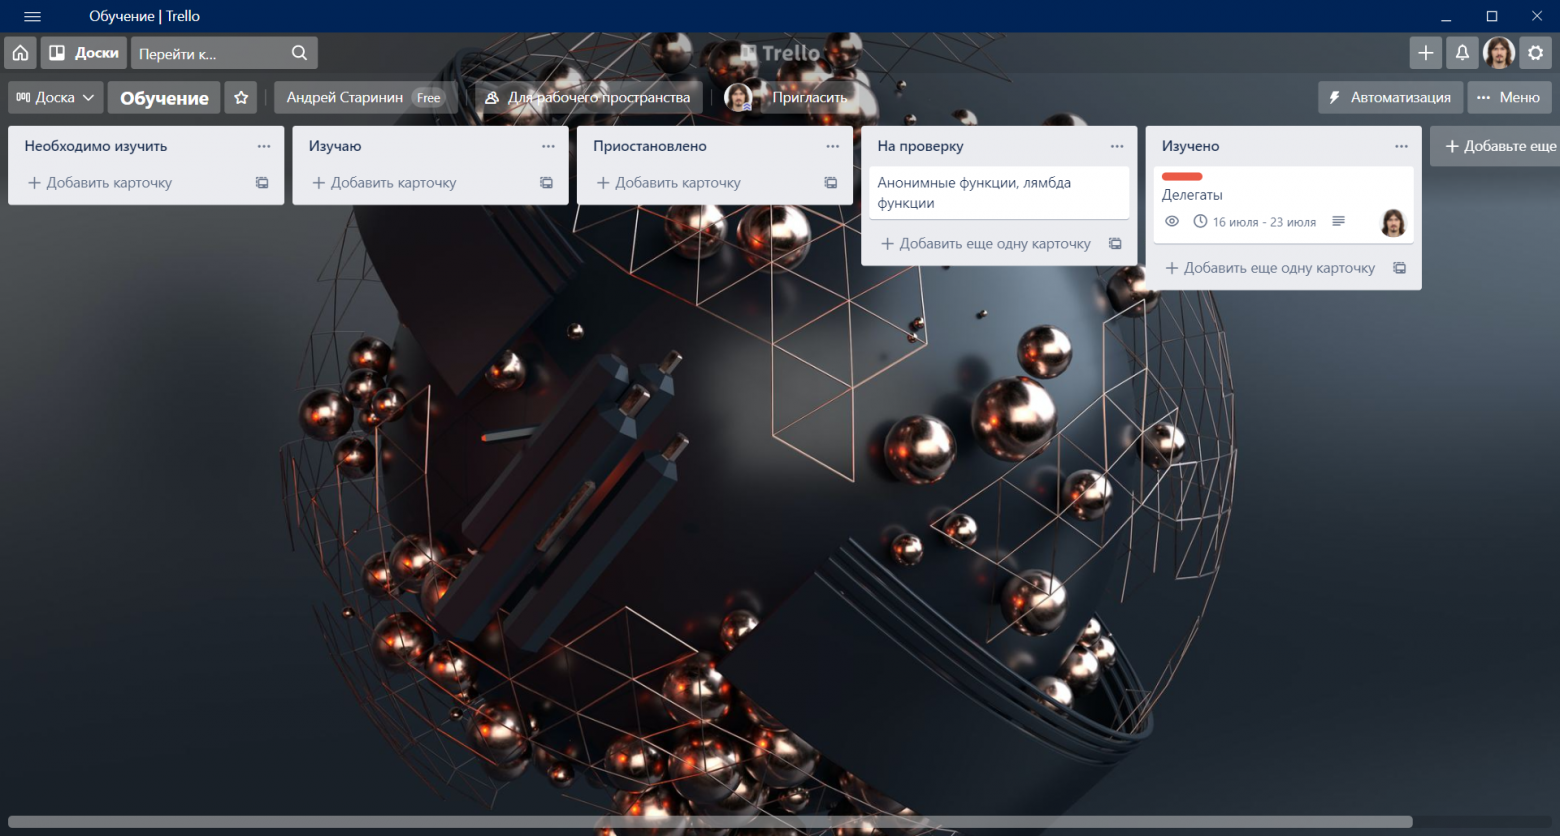 Обучение | Trello
Доски
Перейти к...
Trello
Доска
Обучение
Андрей Старинин Free
Для рабочего пространства
Пригласить
Автоматизация
Меню
Необходимо изучить
Добавить карточку
Изучаю
Добавить карточку
Приостановлено
Добавить карточку
На проверку
Анонимные функции, лямбда
функции
Добавить еще одну карточку
Изучено
Делегаты
16 июля - 23 июля
Добавить еще одну карточку
Добавьте еще